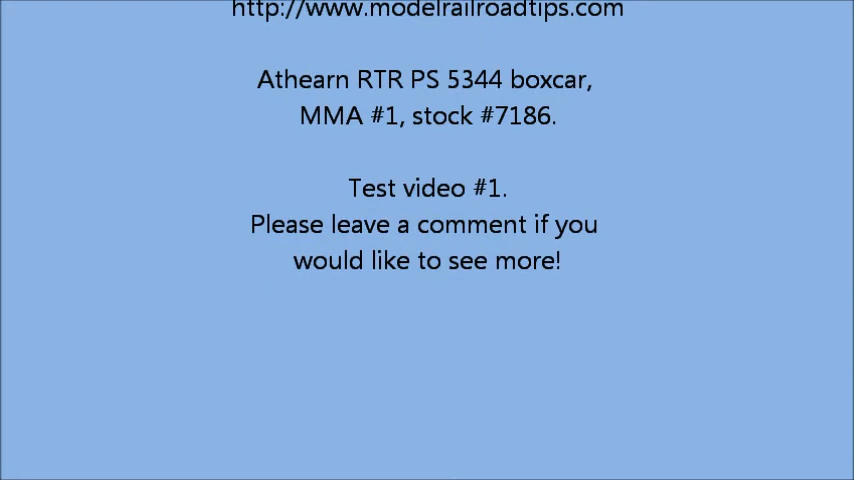 http://www.modelrailroadtips.com
Athearn RTR PS 5344 boxcar,
MMA #1, stock #7186.
Test video #1.
Please leave a comment if you
would like to see more!